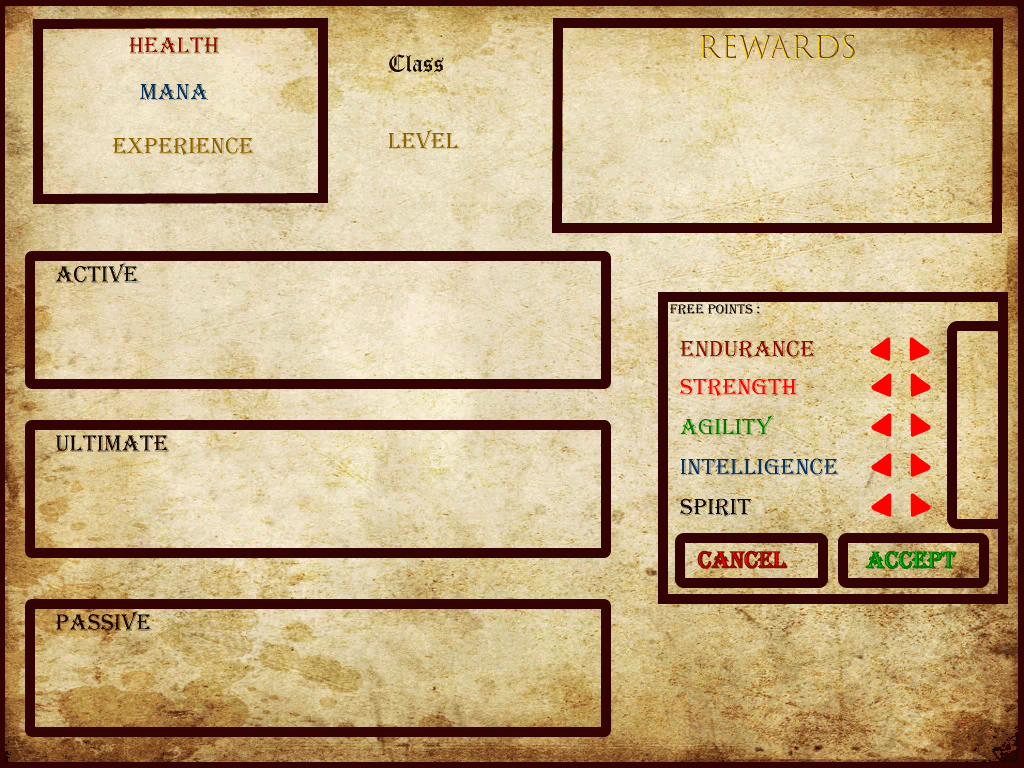 HEALTH
MANA
EXPERIENCE
Class
LEVEL
REWARDS
ACTIVE
ULTIMATE
PASSIVE
FREE POINTS :
ENDURANCE
STRENGTH
AGILITY
INTELLIGENCE
SPIRIT
CANCEL
ACCEPT